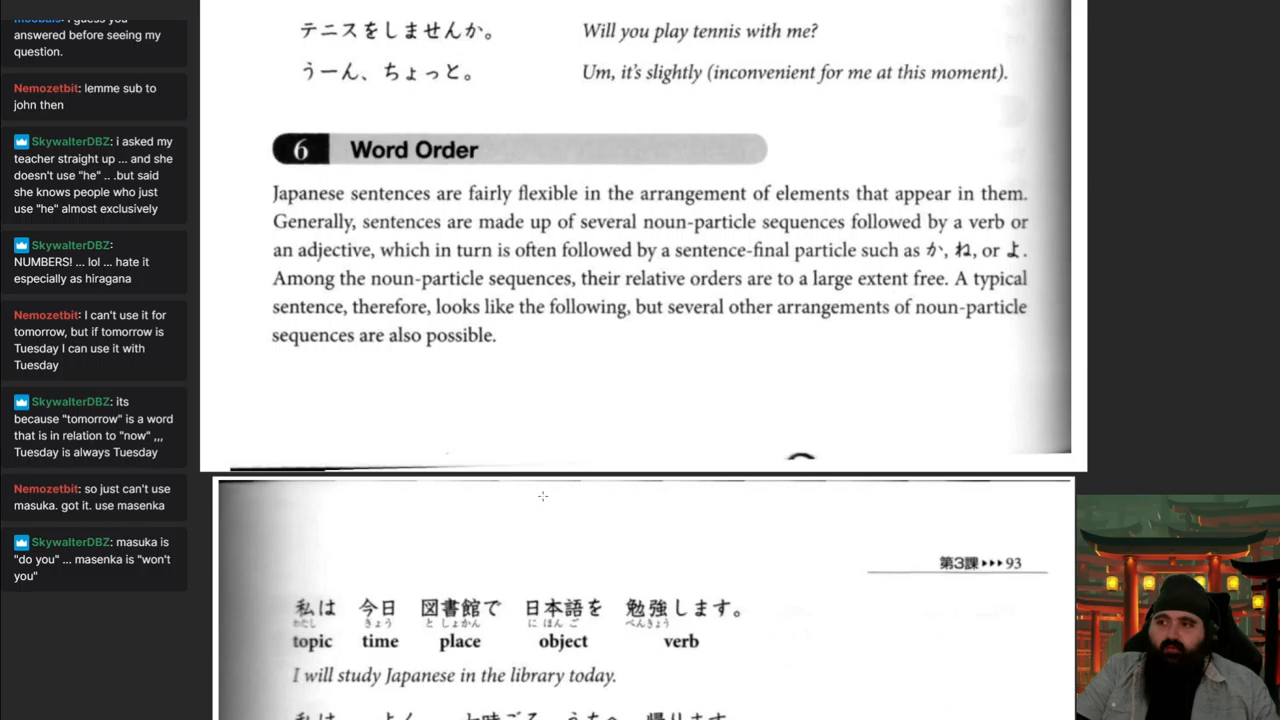 answered before seeing my
question.
Nemozetbit: lemme sub to
john then
SkywalterDBZ: i asked my
teacher straight up ... and she
doesn't use "he" .. .but said
she knows people who just
use "he" almost exclusively
SkywalterDBZ:
NUMBERS! ... lol ... hate it
especially as hiragana
Nemozetbit: I can't use it for
tomorrow, but if tomorrow is
Tuesday I can use it with
Tuesday
SkywalterDBZ: its
because "tomorrow" is a word
that is in relation to "now" ,,,
Tuesday is always Tuesday
Nemozetbit: so just can't use
masuka. got it. use masenka
SkywalterDBZ: masuka is
"do you" ... masenka is "won't
you"
テニスをしませんか。 Will you play tennis with me?
うーん、ちょっと。 Um, it's slightly (inconvenient for me at this moment).
6 Word Order
Japanese sentences are fairly flexible in the arrangement of elements that appear in them.
Generally, sentences are made up of several noun-particle sequences followed by a verb or
an adjective, which in turn is often followed by a sentence-final particle such as か, ね, or よ.
Among the noun-particle sequences, their relative orders are to a large extent free. A typical
sentence, therefore, looks like the following, but several other arrangements of noun-particle
sequences are also possible.
第3課▸▸▸93
私は 今日 図書館で 日本語を 勉強します。
わたし きょう としょかん にほんご べんきょう
topic time place object verb
I will study Japanese in the library today.